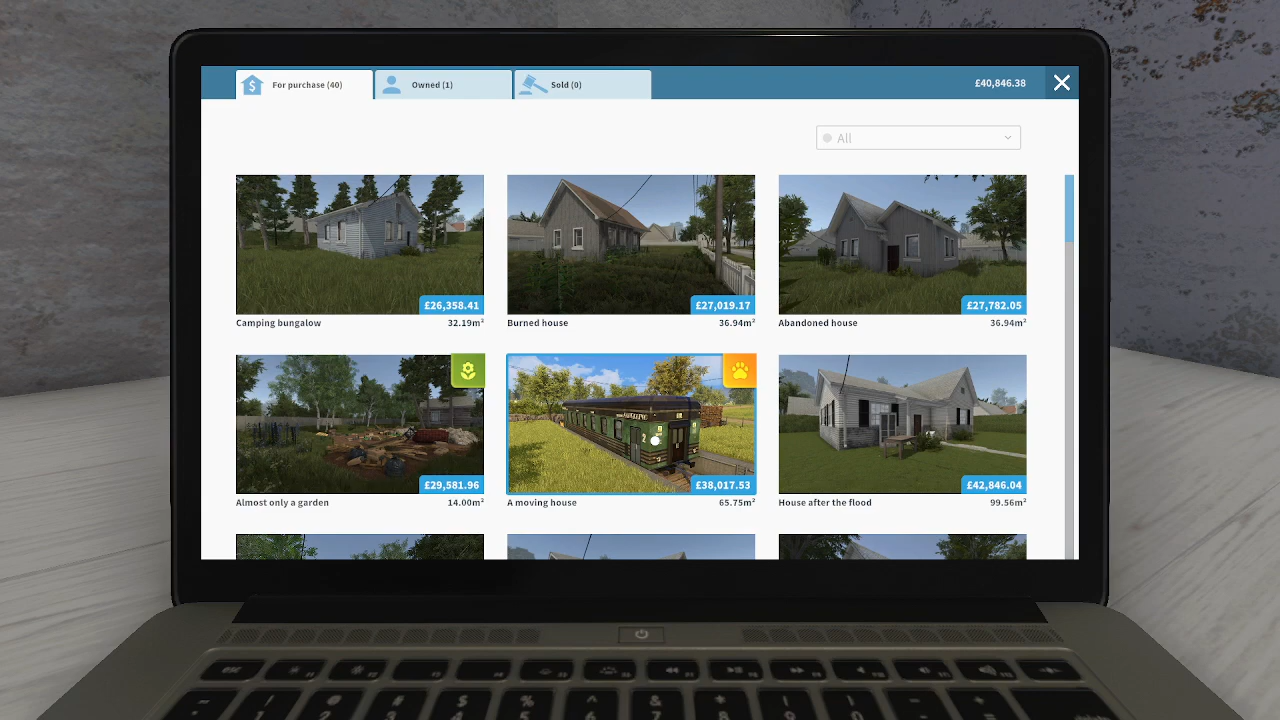 For purchase (40)
Owned (1)
Sold (0)
£40,846.38
All
£26,358.41
£27,019.17
£27,782.05
Camping bungalow
32.19m²
Burned house
36.94m²
Abandoned house
36.94m²
£29,581.96
£38,017.53
£42,846.04
Almost only a garden
14.00m²
A moving house
65.75m²
House after the flood
99.56m²